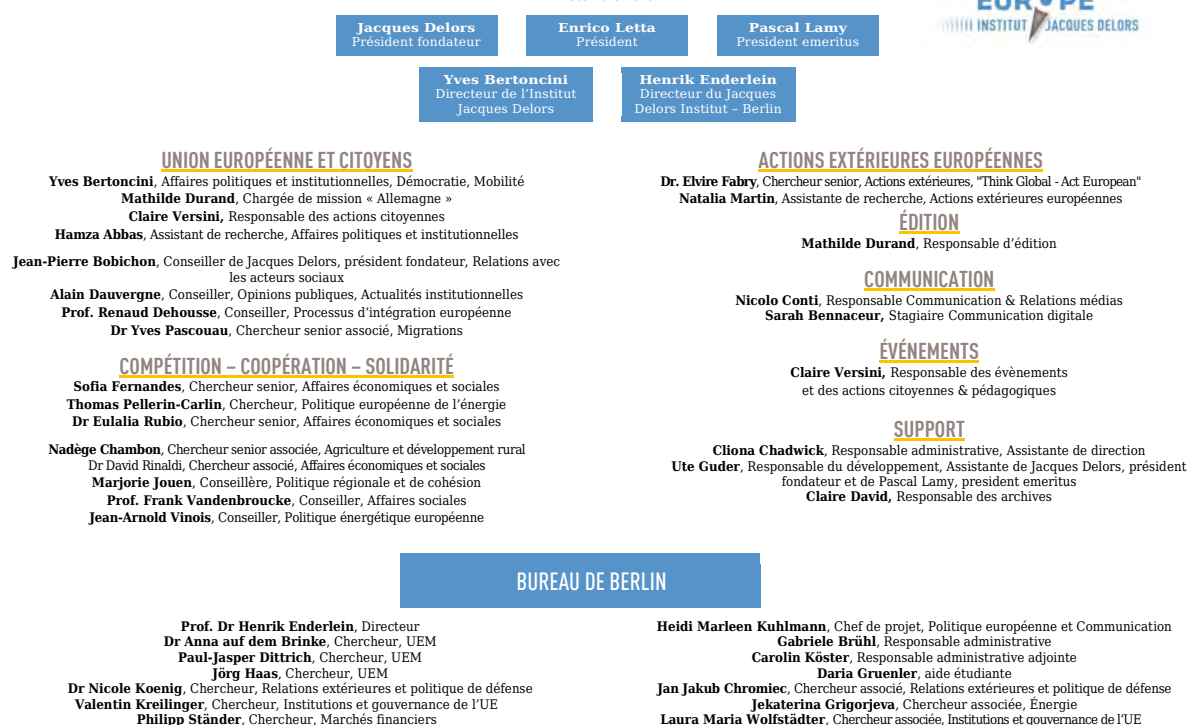 EUR PE
INSTITUT JACQUES DELORS
Jacques Delors
Président fondateur
Enrico Letta
Président
Pascal Lamy
President emeritus
Yves Bertoncini
Directeur de l’Institut
Jacques Delors
Henrik Enderlein
Directeur du Jacques
Delors Institut – Berlin
UNION EUROPÉENNE ET CITOYENS
Yves Bertoncini, Affaires politiques et institutionnelles, Démocratie, Mobilité
Mathilde Durand, Chargée de mission « Allemagne »
Claire Versini, Responsable des actions citoyennes
Hamza Abbas, Assistant de recherche, Affaires politiques et institutionnelles
Jean-Pierre Bobichon, Conseiller de Jacques Delors, président fondateur, Relations avec
les acteurs sociaux
Alain Dauvergne, Conseiller, Opinions publiques, Actualités institutionnelles
Prof. Renaud Dehousse, Conseiller, Processus d’intégration européenne
Dr Yves Pascouau, Chercheur senior associé, Migrations
COMPÉTITION – COOPÉRATION – SOLIDARITÉ
Sofia Fernandes, Chercheur senior, Affaires économiques et sociales
Thomas Pellerin-Carlin, Chercheur, Politique européenne de l’énergie
Dr Eulalia Rubio, Chercheur senior, Affaires économiques et sociales
Nadège Chambon, Chercheur senior associée, Agriculture et développement rural
Dr David Rinaldi, Chercheur associé, Affaires économiques et sociales
Marjorie Jouen, Conseillère, Politique régionale et de cohésion
Prof. Frank Vandenbroucke, Conseiller, Affaires sociales
Jean-Arnold Vinois, Conseiller, Politique énergétique européenne
ACTIONS EXTÉRIEURES EUROPÉENNES
Dr. Elvire Fabry, Chercheur senior, Actions extérieures, "Think Global - Act European"
Natalia Martin, Assistante de recherche, Actions extérieures européennes
ÉDITION
Mathilde Durand, Responsable d’édition
COMMUNICATION
Nicolo Conti, Responsable Communication & Relations médias
Sarah Bennaceur, Stagiaire Communication digitale
ÉVÉNEMENTS
Claire Versini, Responsable des évènements
et des actions citoyennes & pédagogiques
SUPPORT
Cliona Chadwick, Responsable administrative, Assistante de direction
Ute Guder, Responsable du développement, Assistante de Jacques Delors, président
fondateur et de Pascal Lamy, president emeritus
Claire David, Responsable des archives
BUREAU DE BERLIN
Prof. Dr Henrik Enderlein, Directeur
Dr Anna auf dem Brinke, Chercheur, UEM
Paul-Jasper Dittrich, Chercheur, UEM
Jörg Haas, Chercheur, UEM
Dr Nicole Koenig, Chercheur, Relations extérieures et politique de défense
Valentin Kreilinger, Chercheur, Institutions et gouvernance de l’UE
Philipp Ständer, Chercheur, Marchés financiers
Heidi Marleen Kuhlmann, Chef de projet, Politique européenne et Communication
Gabriele Brühl, Responsable administrative
Carolin Köster, Responsable administrative adjointe
Daria Gruenler, aide étudiante
Jan Jakub Chromiec, Chercheur associé, Relations extérieures et politique de défense
Jekaterina Grigorjeva, Chercheur associée, Énergie
Laura Maria Wolfstädter, Chercheur associée, Institutions et gouvernance de l’UE